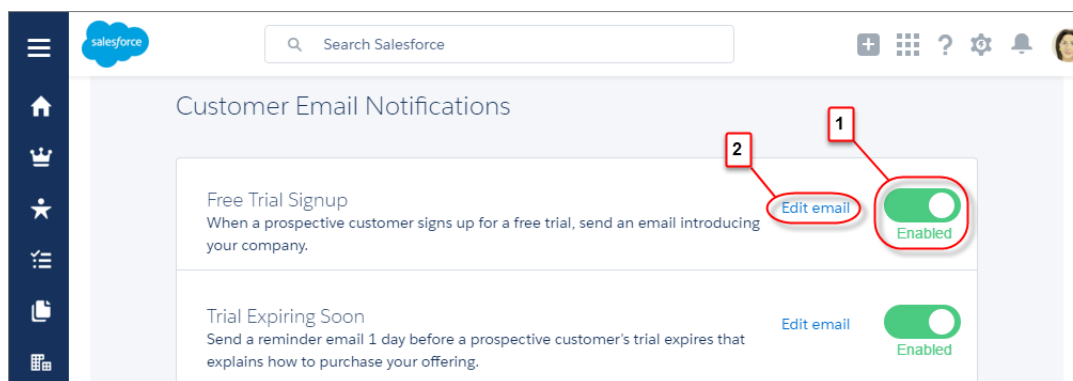 salesforce
Search Salesforce
?
Customer Email Notifications
1
2
Free Trial Signup
When a prospective customer signs up for a free trial, send an email introducing
your company.
Edit email
Enabled
Trial Expiring Soon
Send a reminder email 1 day before a prospective customer's trial expires that
explains how to purchase your offering.
Edit email
Enabled